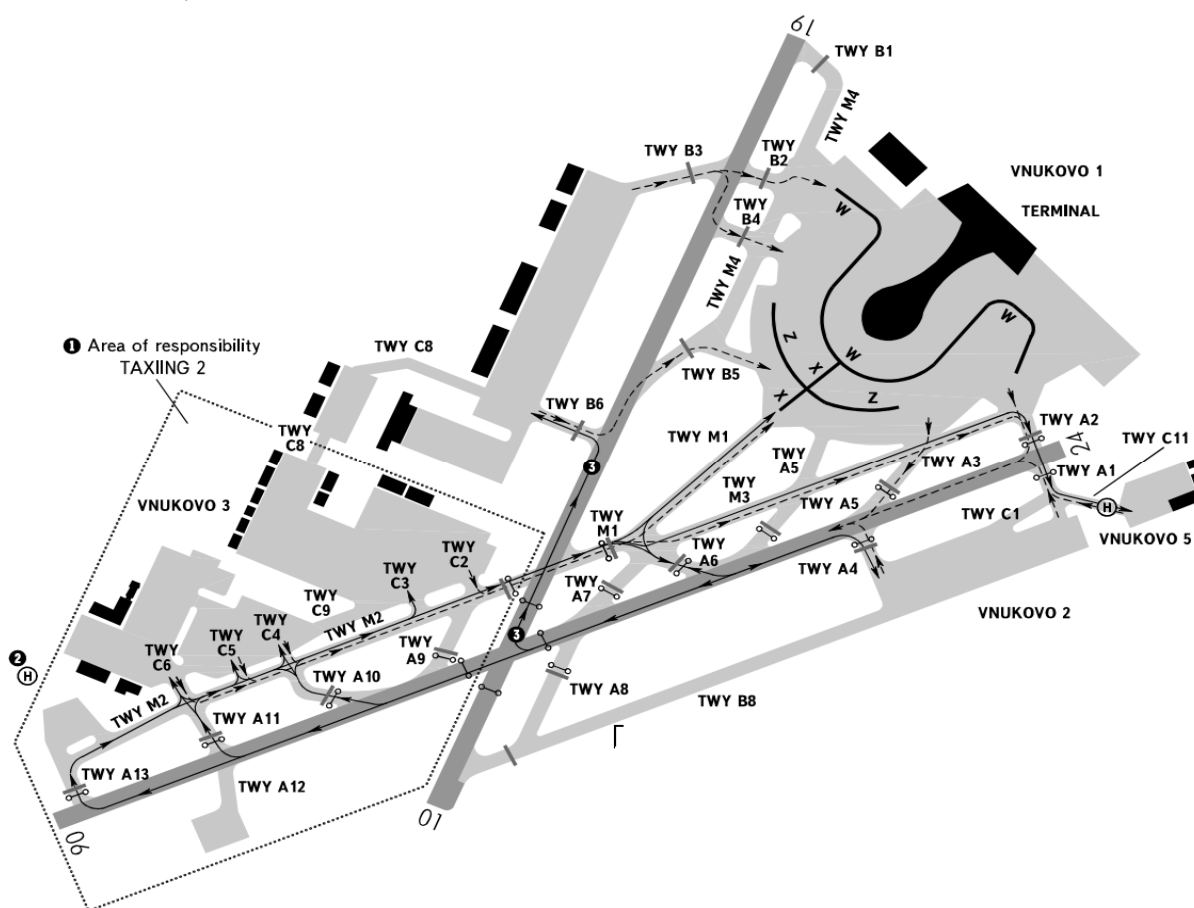 19
TWY B1
TWY M4
TWY B3
TWY
B2
VNUKOVO 1
TERMINAL
W
TWY
B4
TWY M4
❶ Area of responsibility
TAXIING 2
TWY C8
Z
X
W
W
TWY B5
X
Z
TWY B6
TWY
C8
TWY M1
TWY A2
24
TWY C11
TWY
A5
TWY A3
TWY A1
❸
VNUKOVO 3
TWY
M3
TWY A5
TWY C1
H
VNUKOVO 5
TWY
M1
TWY
C2
TWY
C3
TWY
A6
TWY A4
TWY
A7
VNUKOVO 2
TWY
C9
TWY M2
TWY
C4
TWY
C5
TWY
C6
❸
TWY
A9
❷
H
TWY A10
TWY A8
TWY B8
TWY M2
TWY A11
TWY A13
TWY A12
01
06